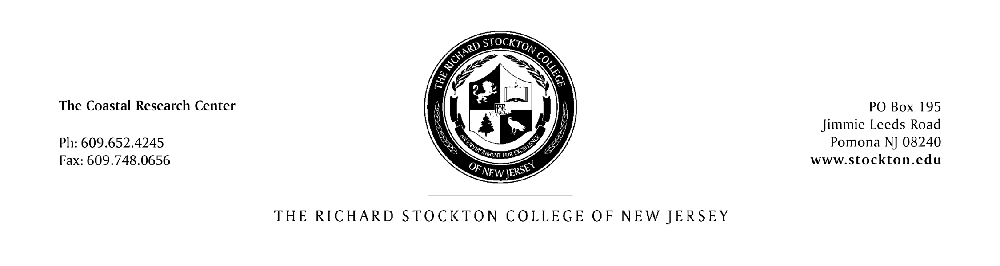 The Coastal Research Center
Ph: 609.652.4245
Fax: 609.748.0656
THE RICHARD STOCKTON COLLEGE
AN ENVIRONMENT FOR EXCELLENCE
OF NEW JERSEY
PO Box 195
Jimmie Leeds Road
Pomona NJ 08240
www.stockton.edu
THE RICHARD STOCKTON COLLEGE OF NEW JERSEY